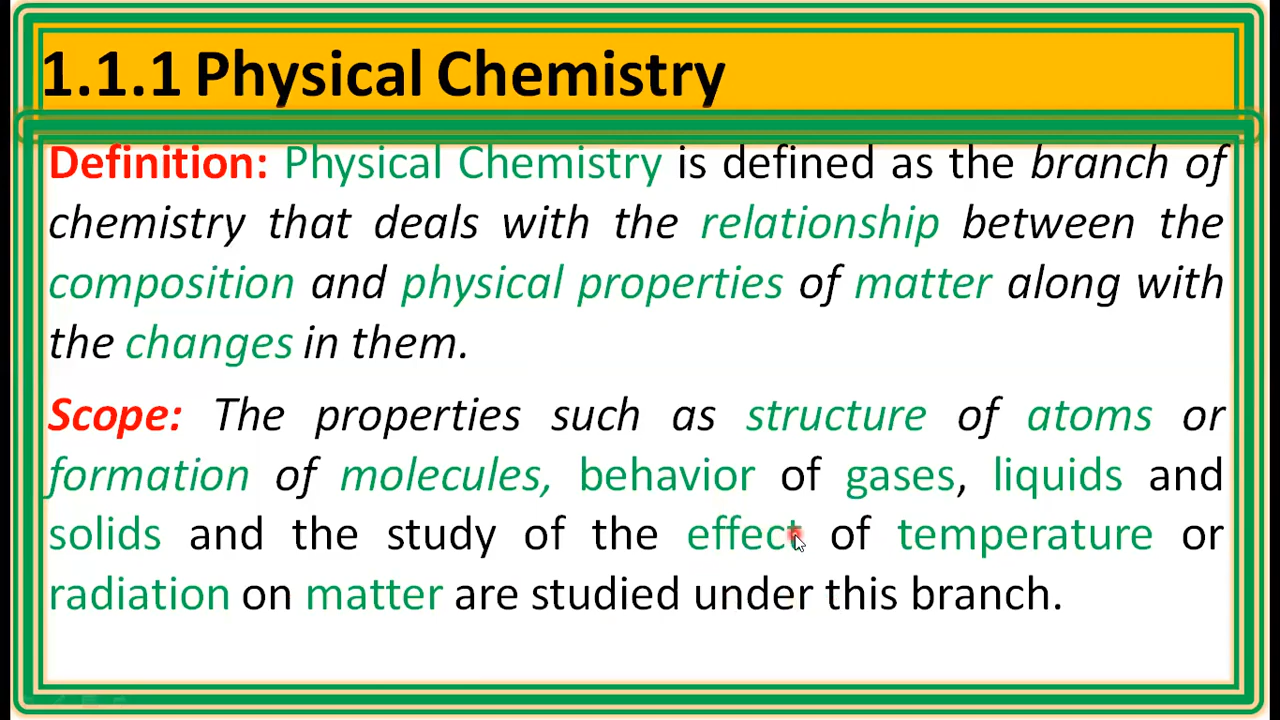 1.1.1 Physical Chemistry
Definition: Physical Chemistry is defined as the branch of
chemistry that deals with the relationship between the
composition and physical properties of matter along with
the changes in them.
Scope: The properties such as structure of atoms or
formation of molecules, behavior of gases, liquids and
solids and the study of the effect of temperature or
radiation on matter are studied under this branch.